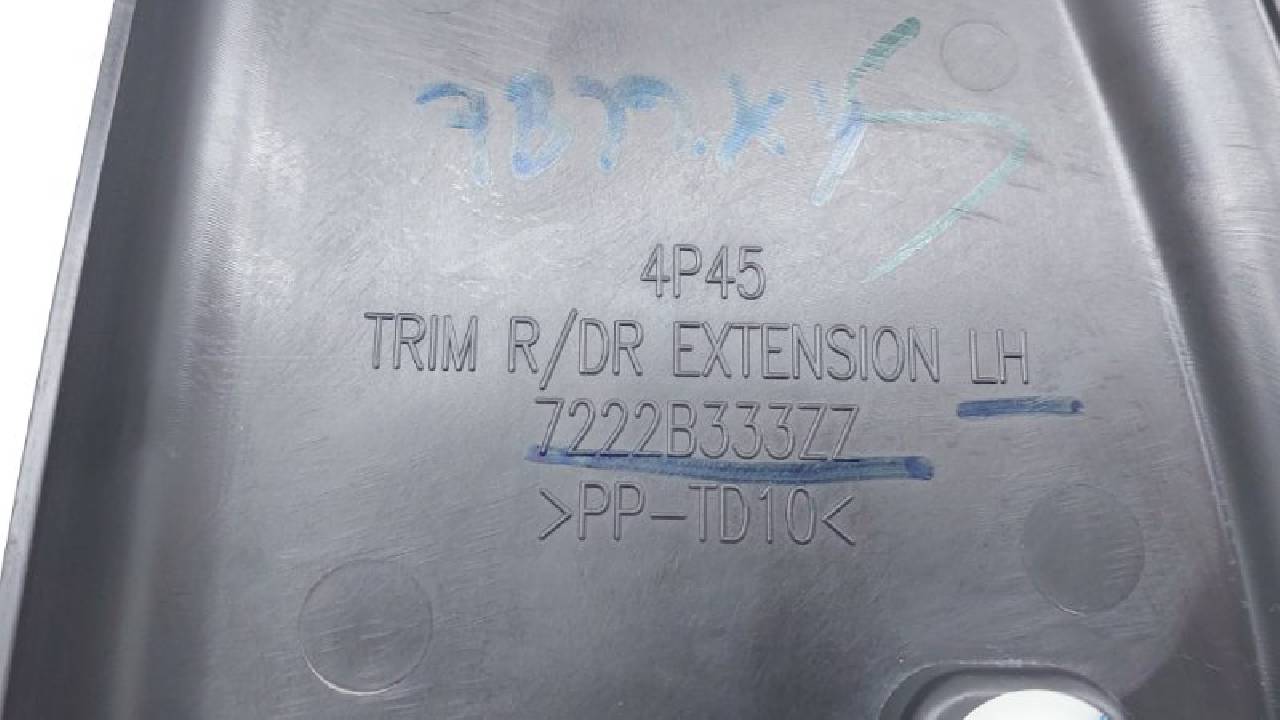 4P45
TRIM R/DR EXTENSION LH
7222B333Z7
>PP-TD10<